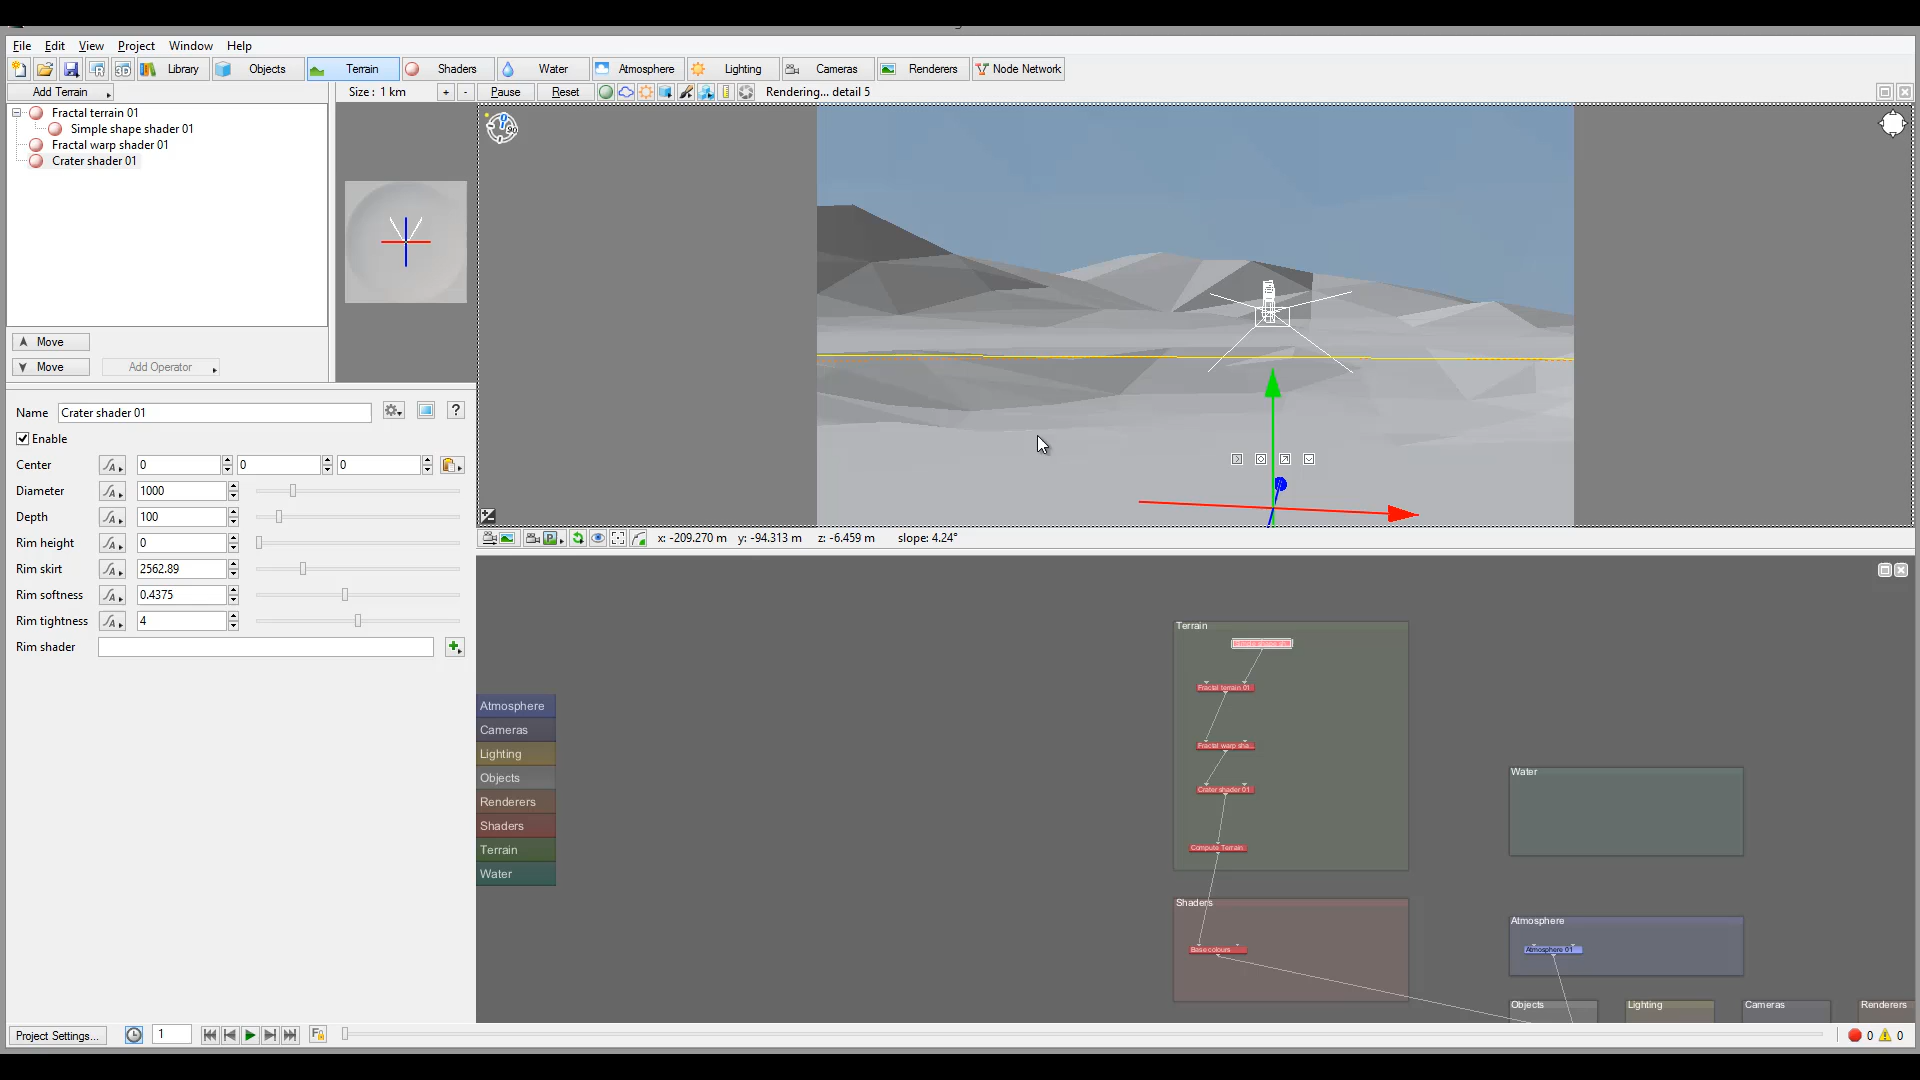 File Edit View Project Window Help
Library Objects Terrain Shaders Water Atmosphere Lighting Cameras Renderers Node Network
Add Terrain Size : 1 km + - Pause Reset Rendering... detail 5
Fractal terrain 01
Simple shape shader 01
Fractal warp shader 01
Crater shader 01
Move
Move Add Operator
Name Crater shader 01 ?
Enable
Center 0 0 0
Diameter 1000
Depth 100
Rim height 0
Rim skirt 2562.89
Rim softness 0.4375
Rim tightness 4
Rim shader
x: -209.270 m y: -94.313 m z: -6.459 m slope: 4.24°
Atmosphere
Cameras
Lighting
Objects
Renderers
Shaders
Terrain
Water
Terrain
Fractal terrain 01
Fractal warp sha...
Crater shader 01
Compute Terrain
Shaders
Base colours
Water
Atmosphere
Atmosphere 01
Objects Lighting Cameras Renderers
Project Settings... 1 0 0